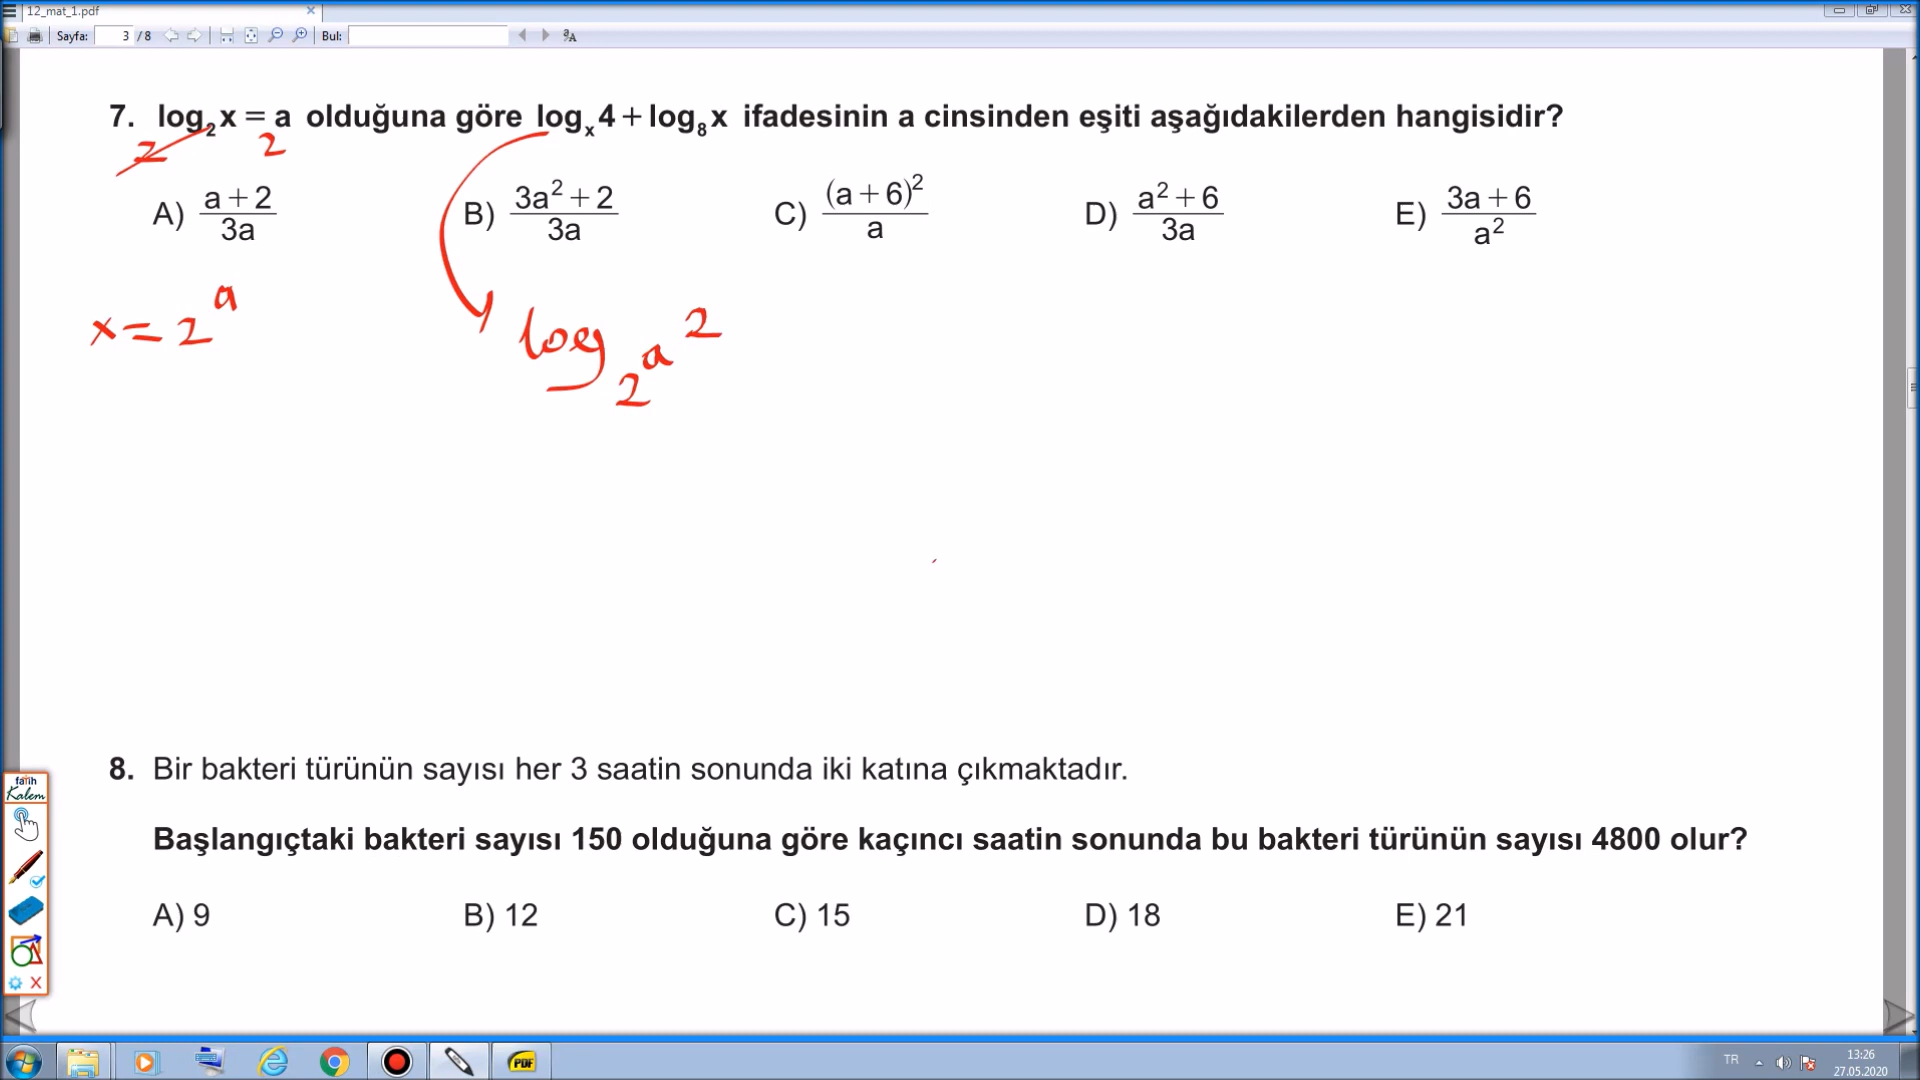 12_mat_1.pdf
Sayfa: 3 / 8 Bul:
7. log₂x = a olduğuna göre logₓ4 + log₈x ifadesinin a cinsinden eşiti aşağıdakilerden hangisidir?
2 2
A) (a + 2)/(3a) B) (3a² + 2)/(3a) C) (a + 6)²/a D) (a² + 6)/(3a) E) (3a + 6)/a²
x = 2^a
log_{2^a} 2
8. Bir bakteri türünün sayısı her 3 saatin sonunda iki katına çıkmaktadır.
Başlangıçtaki bakteri sayısı 150 olduğuna göre kaçıncı saatin sonunda bu bakteri türünün sayısı 4800 olur?
A) 9 B) 12 C) 15 D) 18 E) 21
fatih
Kalem
PDF
TR 13:26
27.05.2020